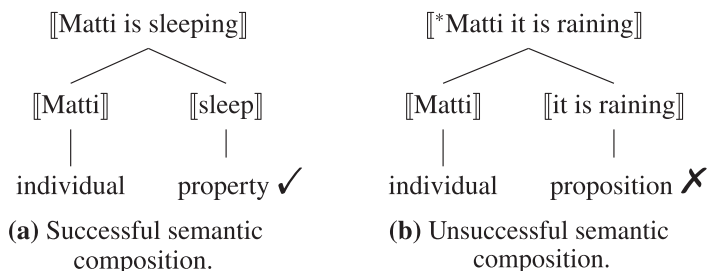 ⟦Matti is sleeping⟧
⟦Matti⟧ ⟦sleep⟧
individual property ✓
(a) Successful semantic
composition.
⟦*Matti it is raining⟧
⟦Matti⟧ ⟦it is raining⟧
individual proposition ✗
(b) Unsuccessful semantic
composition.